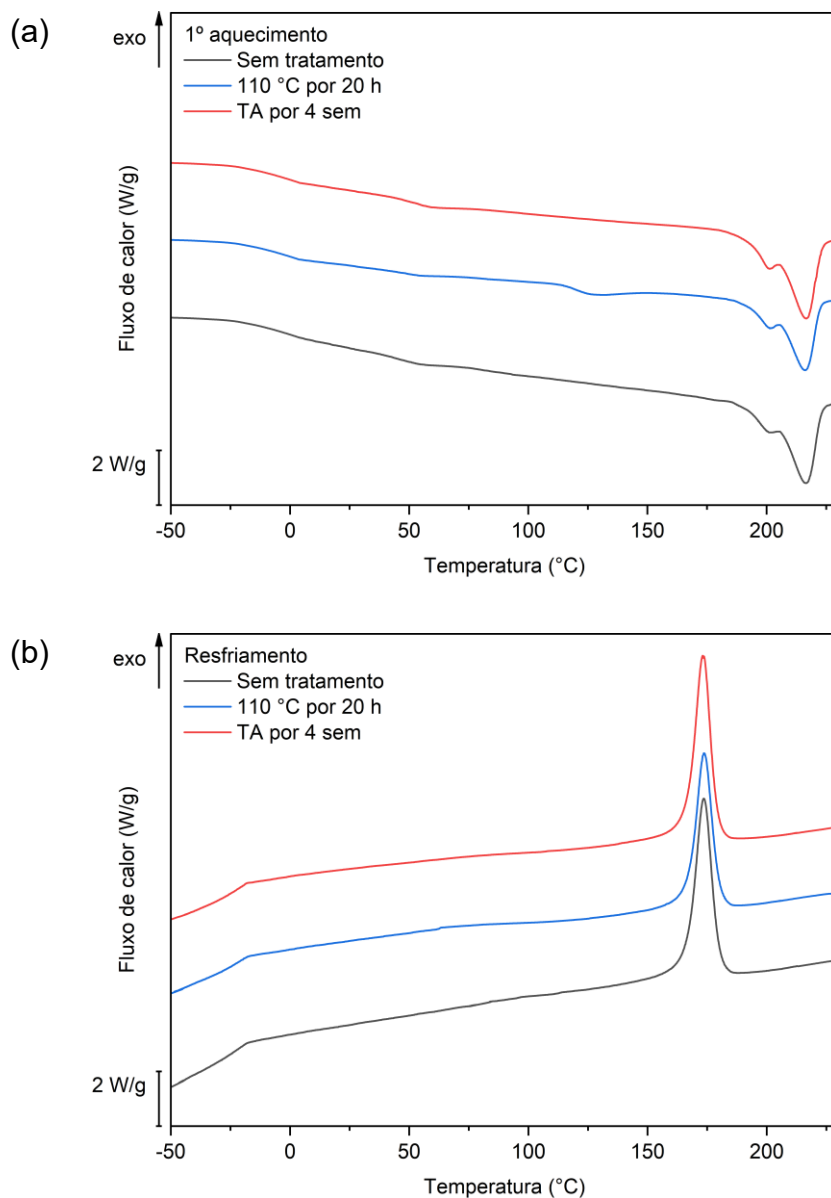 (a)
exo
1º aquecimento
Sem tratamento
110 °C por 20 h
TA por 4 sem
Fluxo de calor (W/g)
2 W/g
-50 0 50 100 150 200
Temperatura (°C)
(b)
exo
Resfriamento
Sem tratamento
110 °C por 20 h
TA por 4 sem
Fluxo de calor (W/g)
2 W/g
-50 0 50 100 150 200
Temperatura (°C)